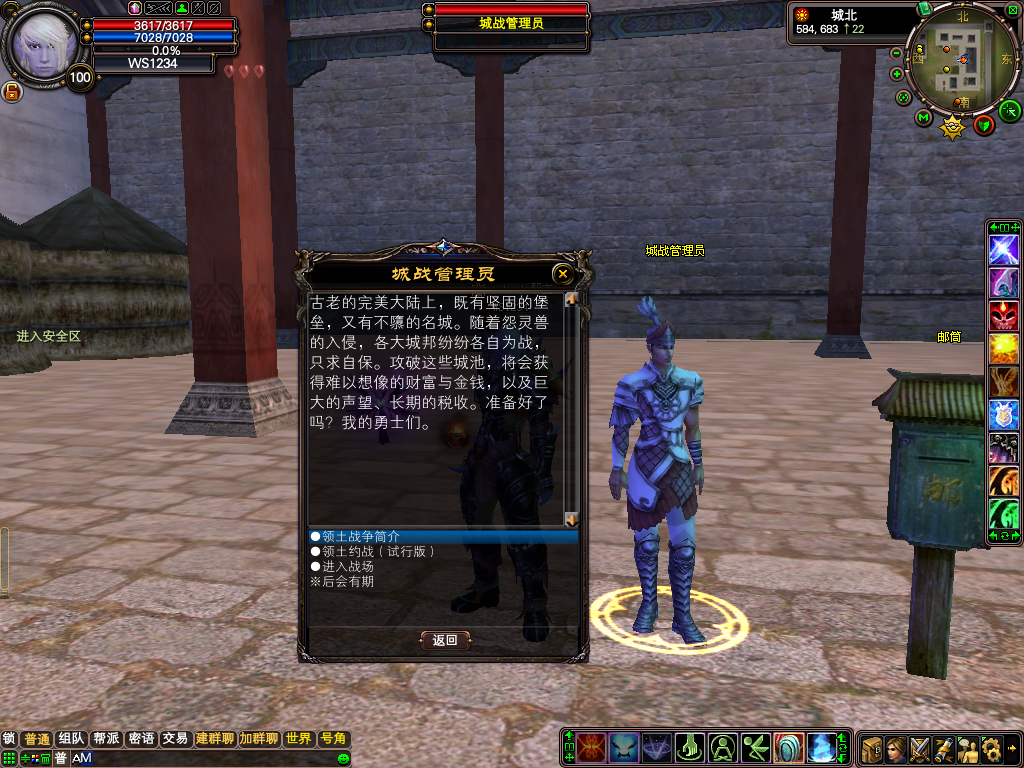 3617/3617
7028/7028
0.0%
WS1234
100
城战管理员
城北
584, 683 ↑22
北
西
东
南
M
城战管理员
进入安全区
邮筒
城战管理员
古老的完美大陆上，既有坚固的堡
垒，又有不隳的名城。随着怨灵兽
的入侵，各大城邦纷纷各自为战，
只求自保。攻破这些城池，将会获
得难以想像的财富与金钱，以及巨
大的声望、长期的税收。准备好了
吗？我的勇士们。
●领土战争简介
●领土约战（试行版）
●进入战场
※后会有期
返回
邮
锁 普通 组队 帮派 密语 交易 建群聊 加群聊 世界 号角
普 AM